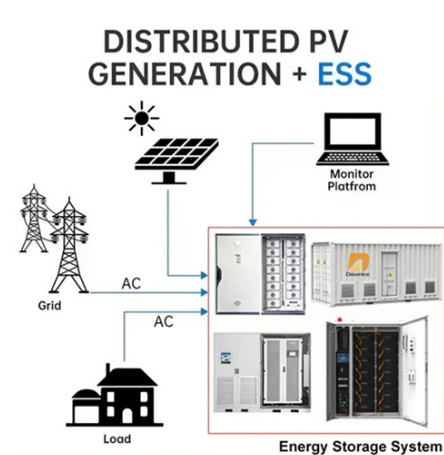 DISTRIBUTED PV
GENERATION + ESS
Monitor
Platfrom
Grid
AC
AC
Load
Energy Storage System